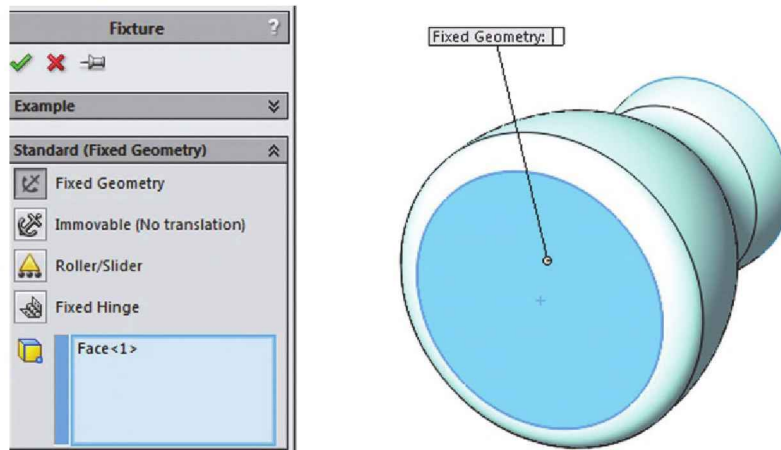 Fixture ?
Example
Standard (Fixed Geometry)
Fixed Geometry
Immovable (No translation)
Roller/Slider
Fixed Hinge
Face<1>
Fixed Geometry: